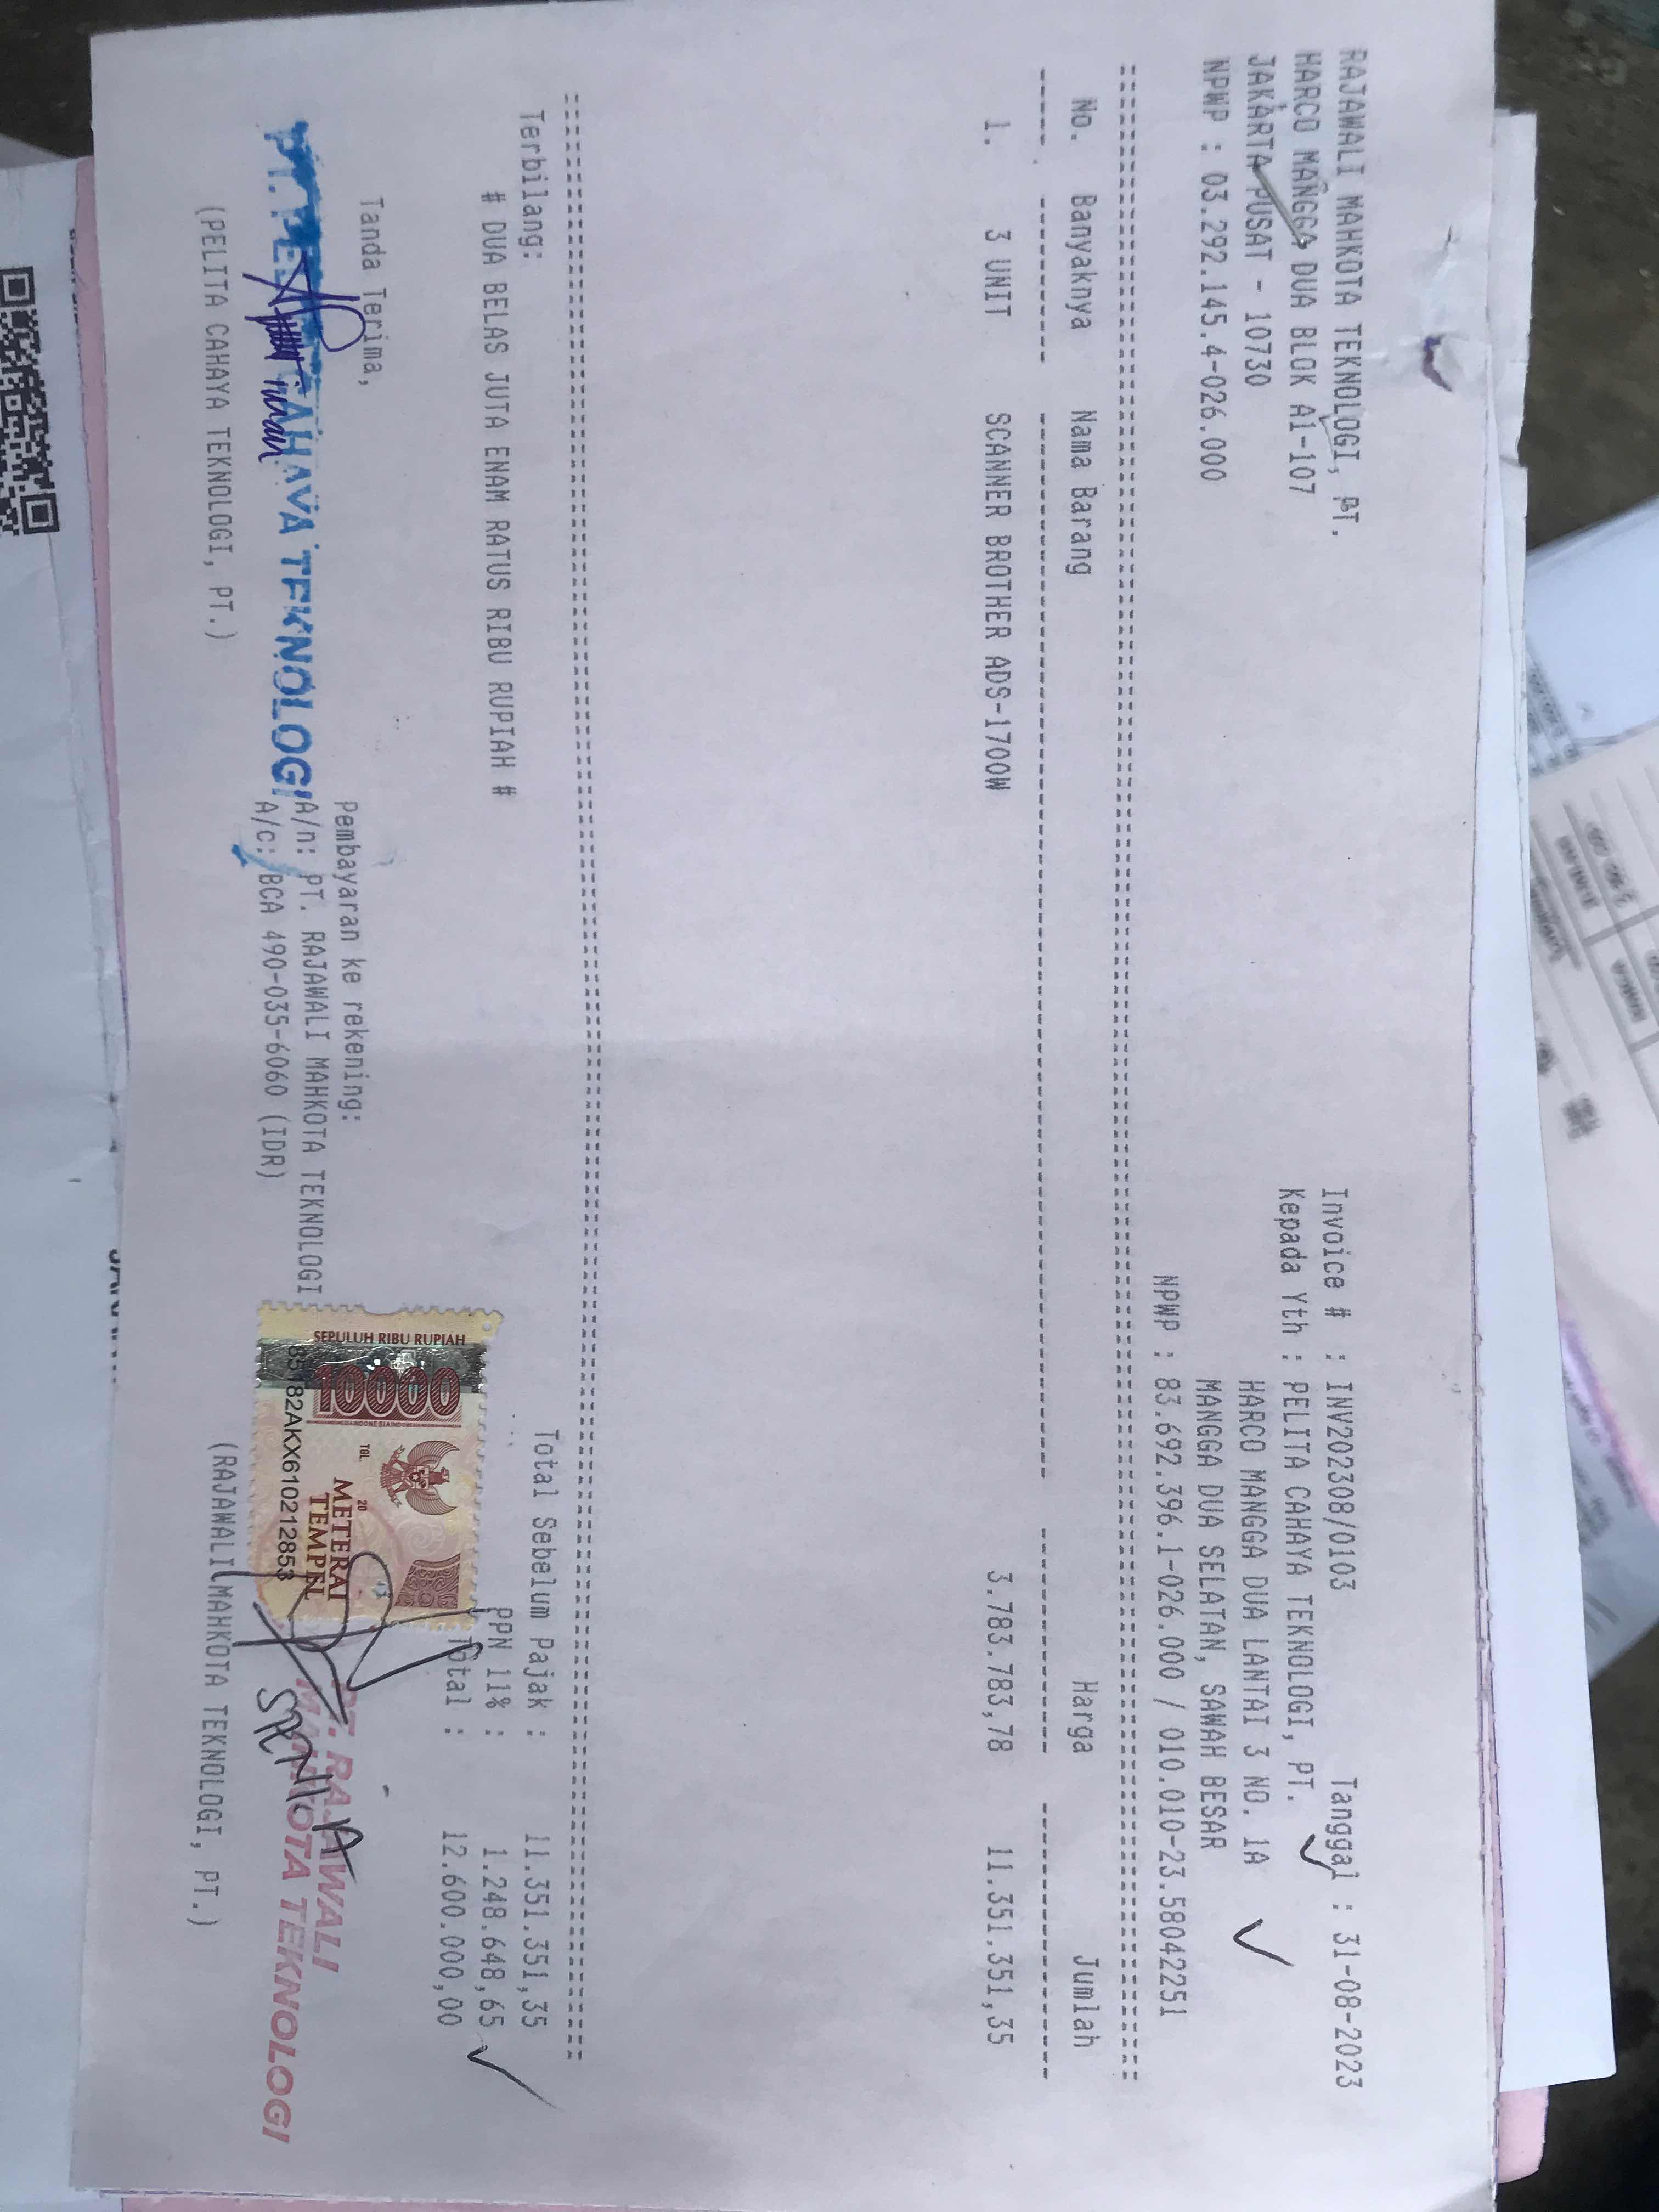 RAJAWALI MAHKOTA TEKNOLOGI, PT.
HARCO MANGGA DUA BLOK A1-107
JAKARTA PUSAT - 10730
NPWP : 03.292.145.4-026.000
Invoice # : INV202308/0103 Tanggal : 31-08-2023
Kepada Yth : PELITA CAHAYA TEKNOLOGI, PT.
HARCO MANGGA DUA LANTAI 3 NO. 1A
MANGGA DUA SELATAN, SAWAH BESAR
NPWP : 83.692.396.1-026.000 / 010.010-23.58042251
No. Banyaknya Nama Barang Harga Jumlah
1. 3 UNIT SCANNER BROTHER ADS-1700W 3.783.783,78 11.351.351,35
Terbilang:
# DUA BELAS JUTA ENAM RATUS RIBU RUPIAH #
Total Sebelum Pajak : 11.351.351,35
PPN 11% : 1.248.648,65
Total : 12.600.000,00
Tanda Terima,
PT. PELITA CAHAYA TEKNOLOGI
(PELITA CAHAYA TEKNOLOGI, PT.)
Pembayaran ke rekening:
A/n: PT. RAJAWALI MAHKOTA TEKNOLOGI
A/c: BCA 490-035-6060 (IDR)
SEPULUH RIBU RUPIAH
10000
TGL. 20
METERAI
TEMPEL
85182AKX610212853
PT. RAJAWALI
MAHKOTA TEKNOLOGI
(RAJAWALI MAHKOTA TEKNOLOGI, PT.)